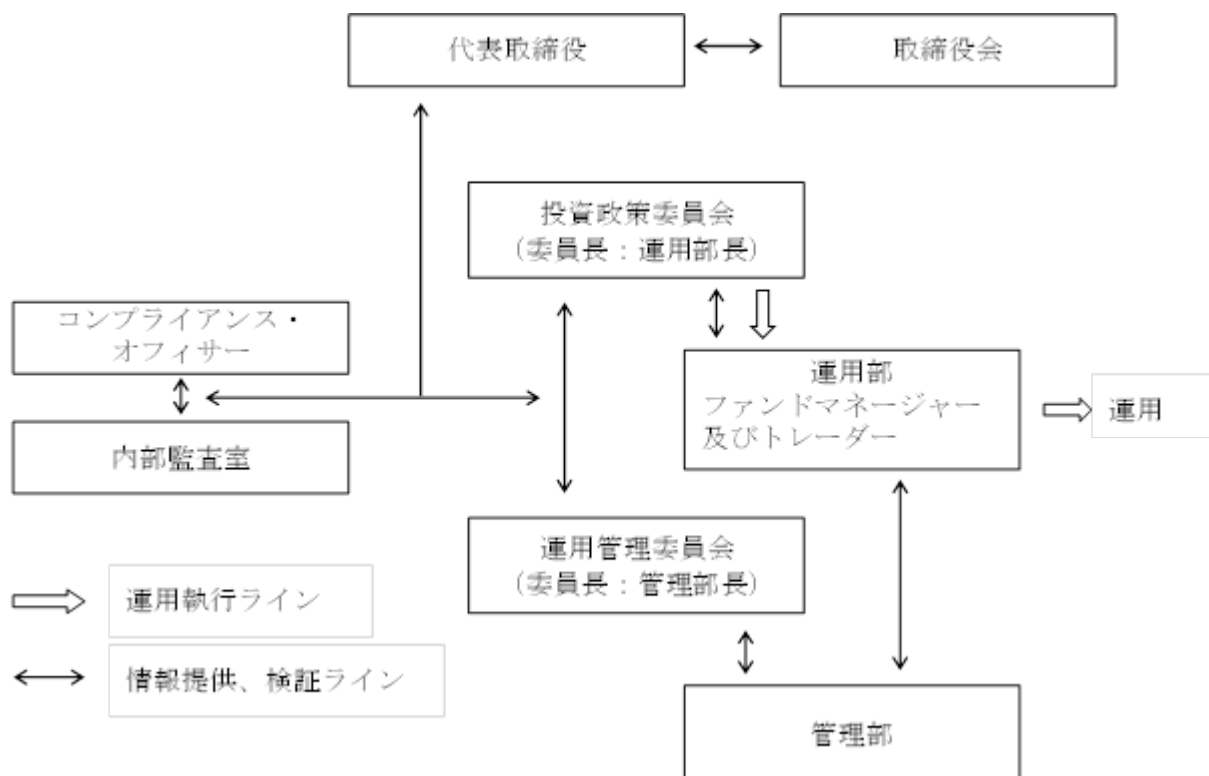 代表取締役
取締役会
投資政策委員会
(委員長：運用部長)
コンプライアンス・
オフィサー
内部監査室
運用部
ファンドマネージャー
及びトレーダー
運用
運用管理委員会
(委員長：管理部長)
運用執行ライン
情報提供、検証ライン
管理部